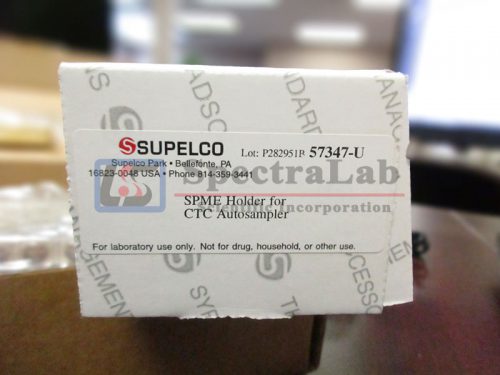 SUPELCO Lot: P282951B 57347-U
Supelco Park • Bellefonte, PA
16823-0048 USA • Phone 814-359-3441
SPME Holder for
CTC Autosampler
For laboratory use only. Not for drug, household, or other use.
SpectraLab
Scientific Incorporation